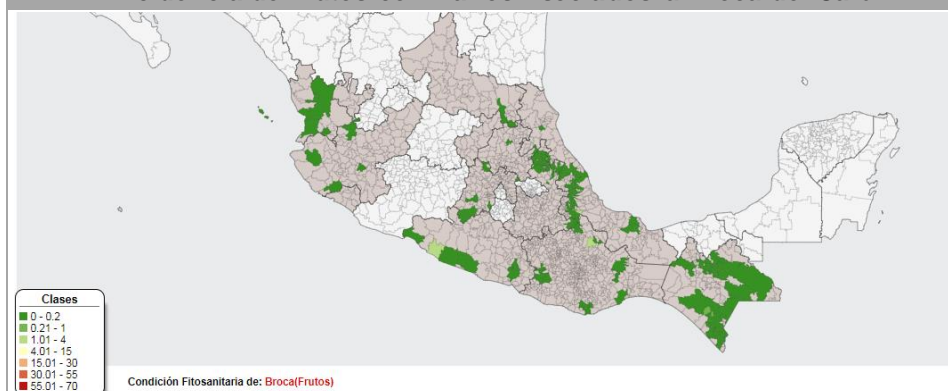 Clases
0 - 0.2
0.21 - 1
1.01 - 4
4.01 - 15
15.01 - 30
30.01 - 55
55.01 - 70
Condición Fitosanitaria de: Broca(Frutos)